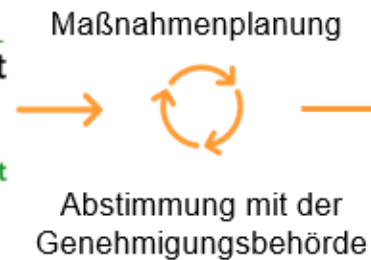 Maßnahmenplanung
t
t
Abstimmung mit der
Genehmigungsbehörde